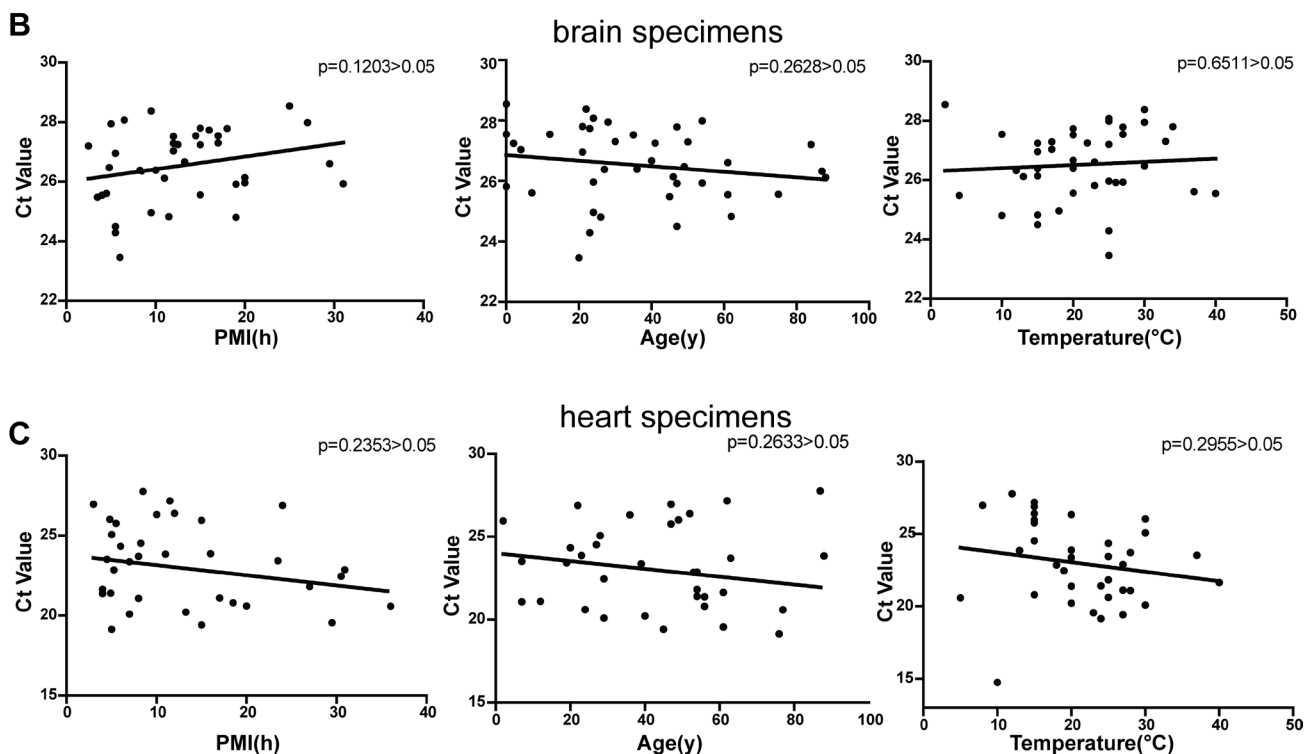 B
brain specimens
p=0.1203>0.05
30
28
26
24
22
Ct Value
0
10
20
30
40
PMI(h)
p=0.2628>0.05
30
28
26
24
22
Ct Value
0
20
40
60
80
100
Age(y)
p=0.6511>0.05
30
28
26
24
22
Ct Value
0
10
20
30
40
50
Temperature(°C)
C
heart specimens
p=0.2353>0.05
30
25
20
15
Ct Value
0
10
20
30
40
PMI(h)
p=0.2633>0.05
30
25
20
15
Ct Value
0
20
40
60
80
100
Age(y)
p=0.2955>0.05
30
25
20
15
Ct Value
0
10
20
30
40
50
Temperature(°C)